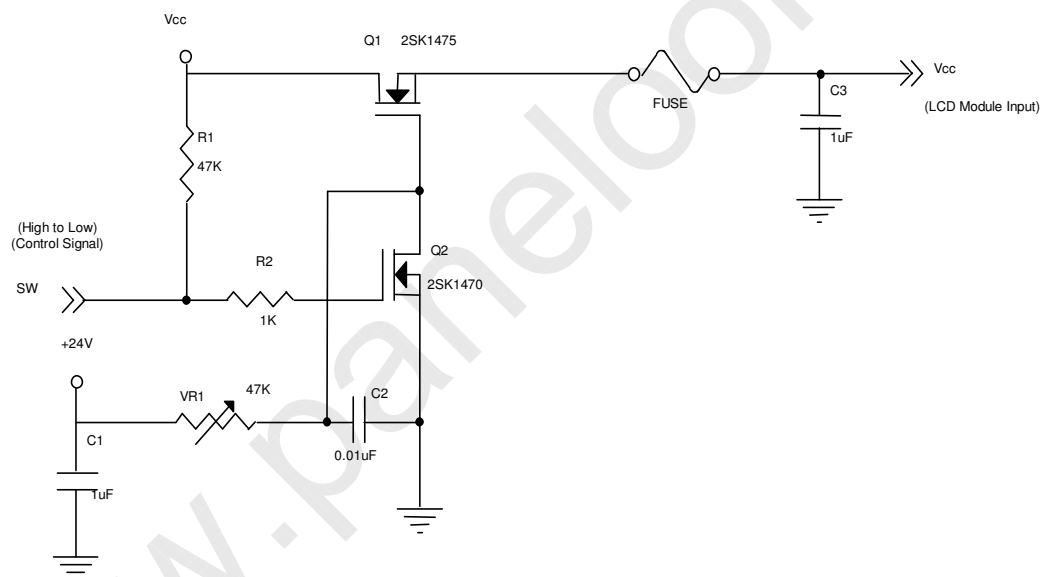 Vcc
Q1 2SK1475
Vcc
FUSE
C3
(LCD Module Input)
R1
47K
1uF
(High to Low)
(Control Signal)
Q2
R2
SW
2SK1470
1K
+24V
VR1
47K
C2
C1
0.01uF
1uF
w.paneloo